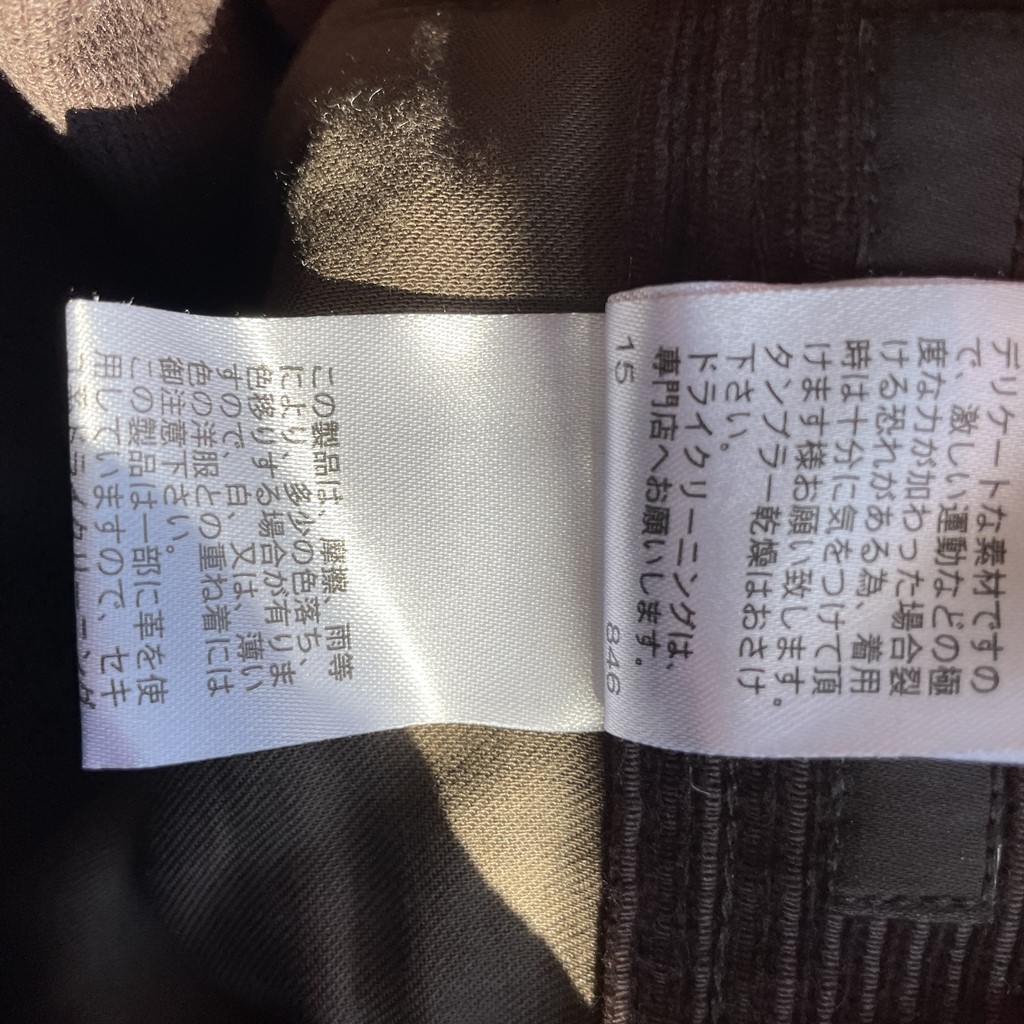 デリケートな素材ですの
で、激しい運動などの極
度な力が加わった場合裂
ける恐れがある為、着用
時は十分に気をつけて頂
けます様お願い致します。
タンブラー乾燥はおさけ
下さい。
ドライクリーニングは、
専門店へお願いします。
15 846
この製品は、摩擦、雨等
により、多少の色落ち、
色移りする場合が有りま
すので、白、又は、薄い
色の洋服との重ね着には
御注意下さい。
この製品は一部に革を使
用していますので、セキ